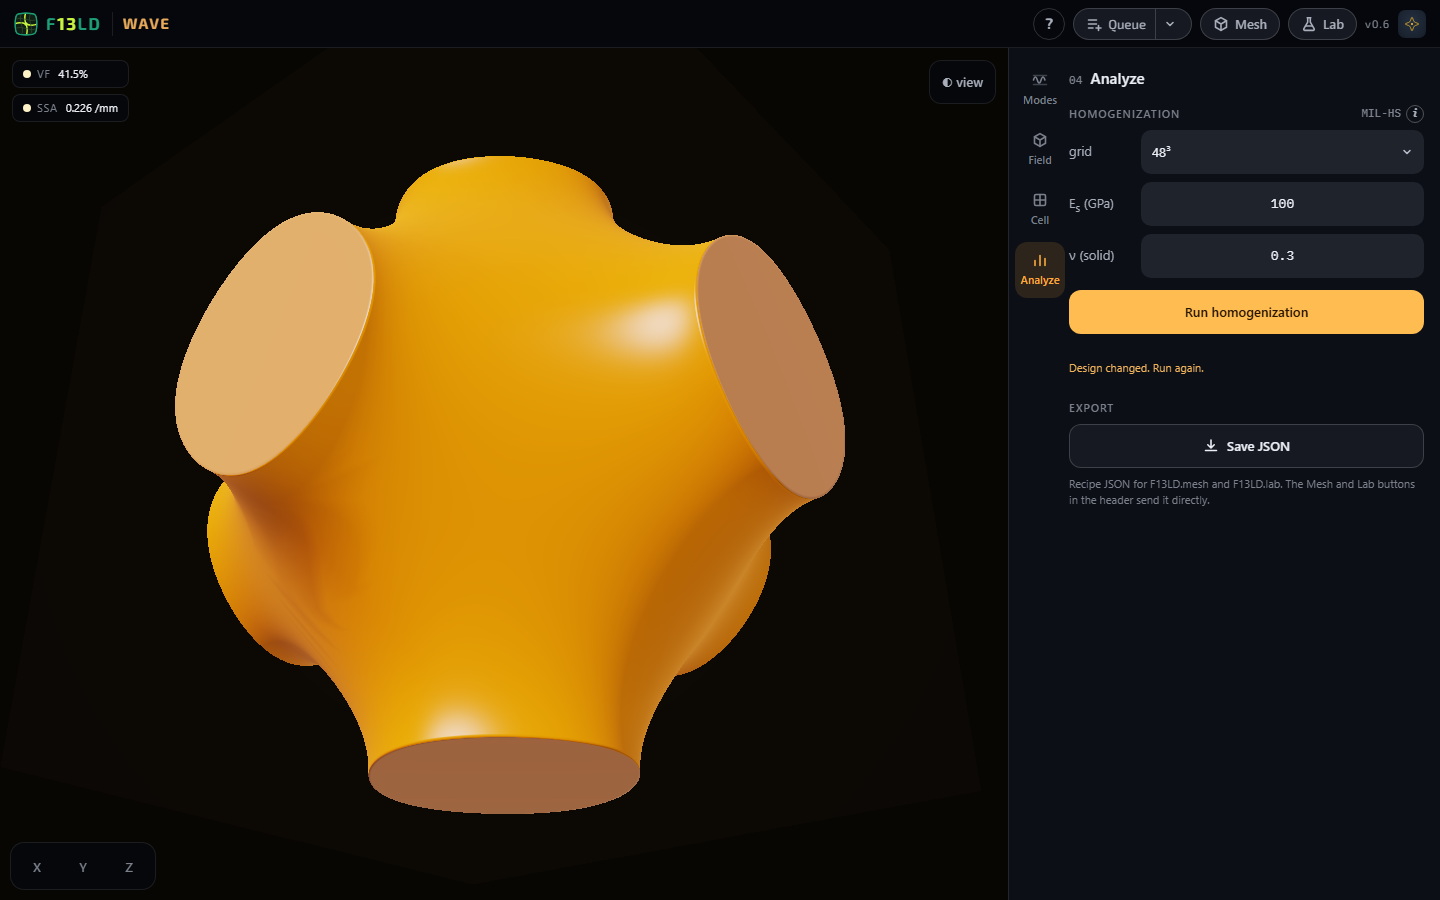 F13LD WAVE
? Queue Mesh Lab v0.6
VF 41.5%
SSA 0.226 /mm
view
X Y Z
Modes
Field
Cell
Analyze
04 Analyze
HOMOGENIZATION MIL-HS i
grid 48³
Es (GPa) 100
ν (solid) 0.3
Run homogenization
Design changed. Run again.
EXPORT
Save JSON
Recipe JSON for F13LD.mesh and F13LD.lab. The Mesh and Lab buttons
in the header send it directly.